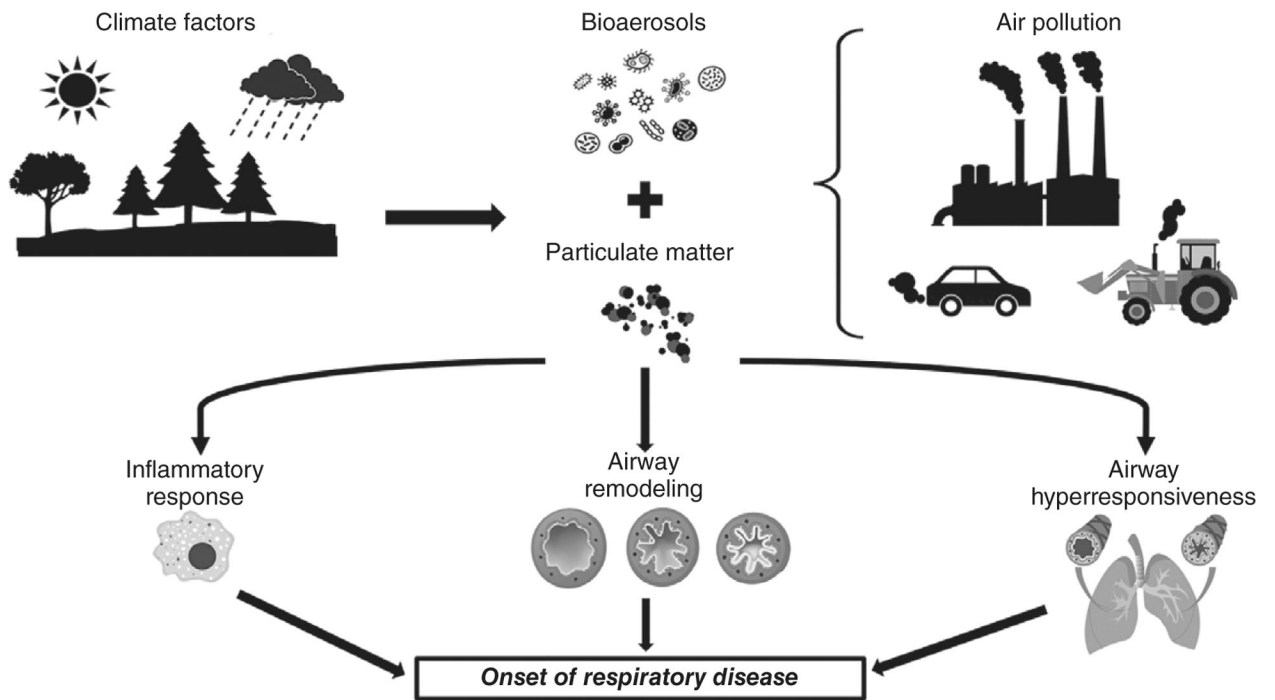 Climate factors
Bioaerosols
Air pollution
Particulate matter
Inflammatory
response
Airway
remodeling
Airway
hyperresponsiveness
Onset of respiratory disease